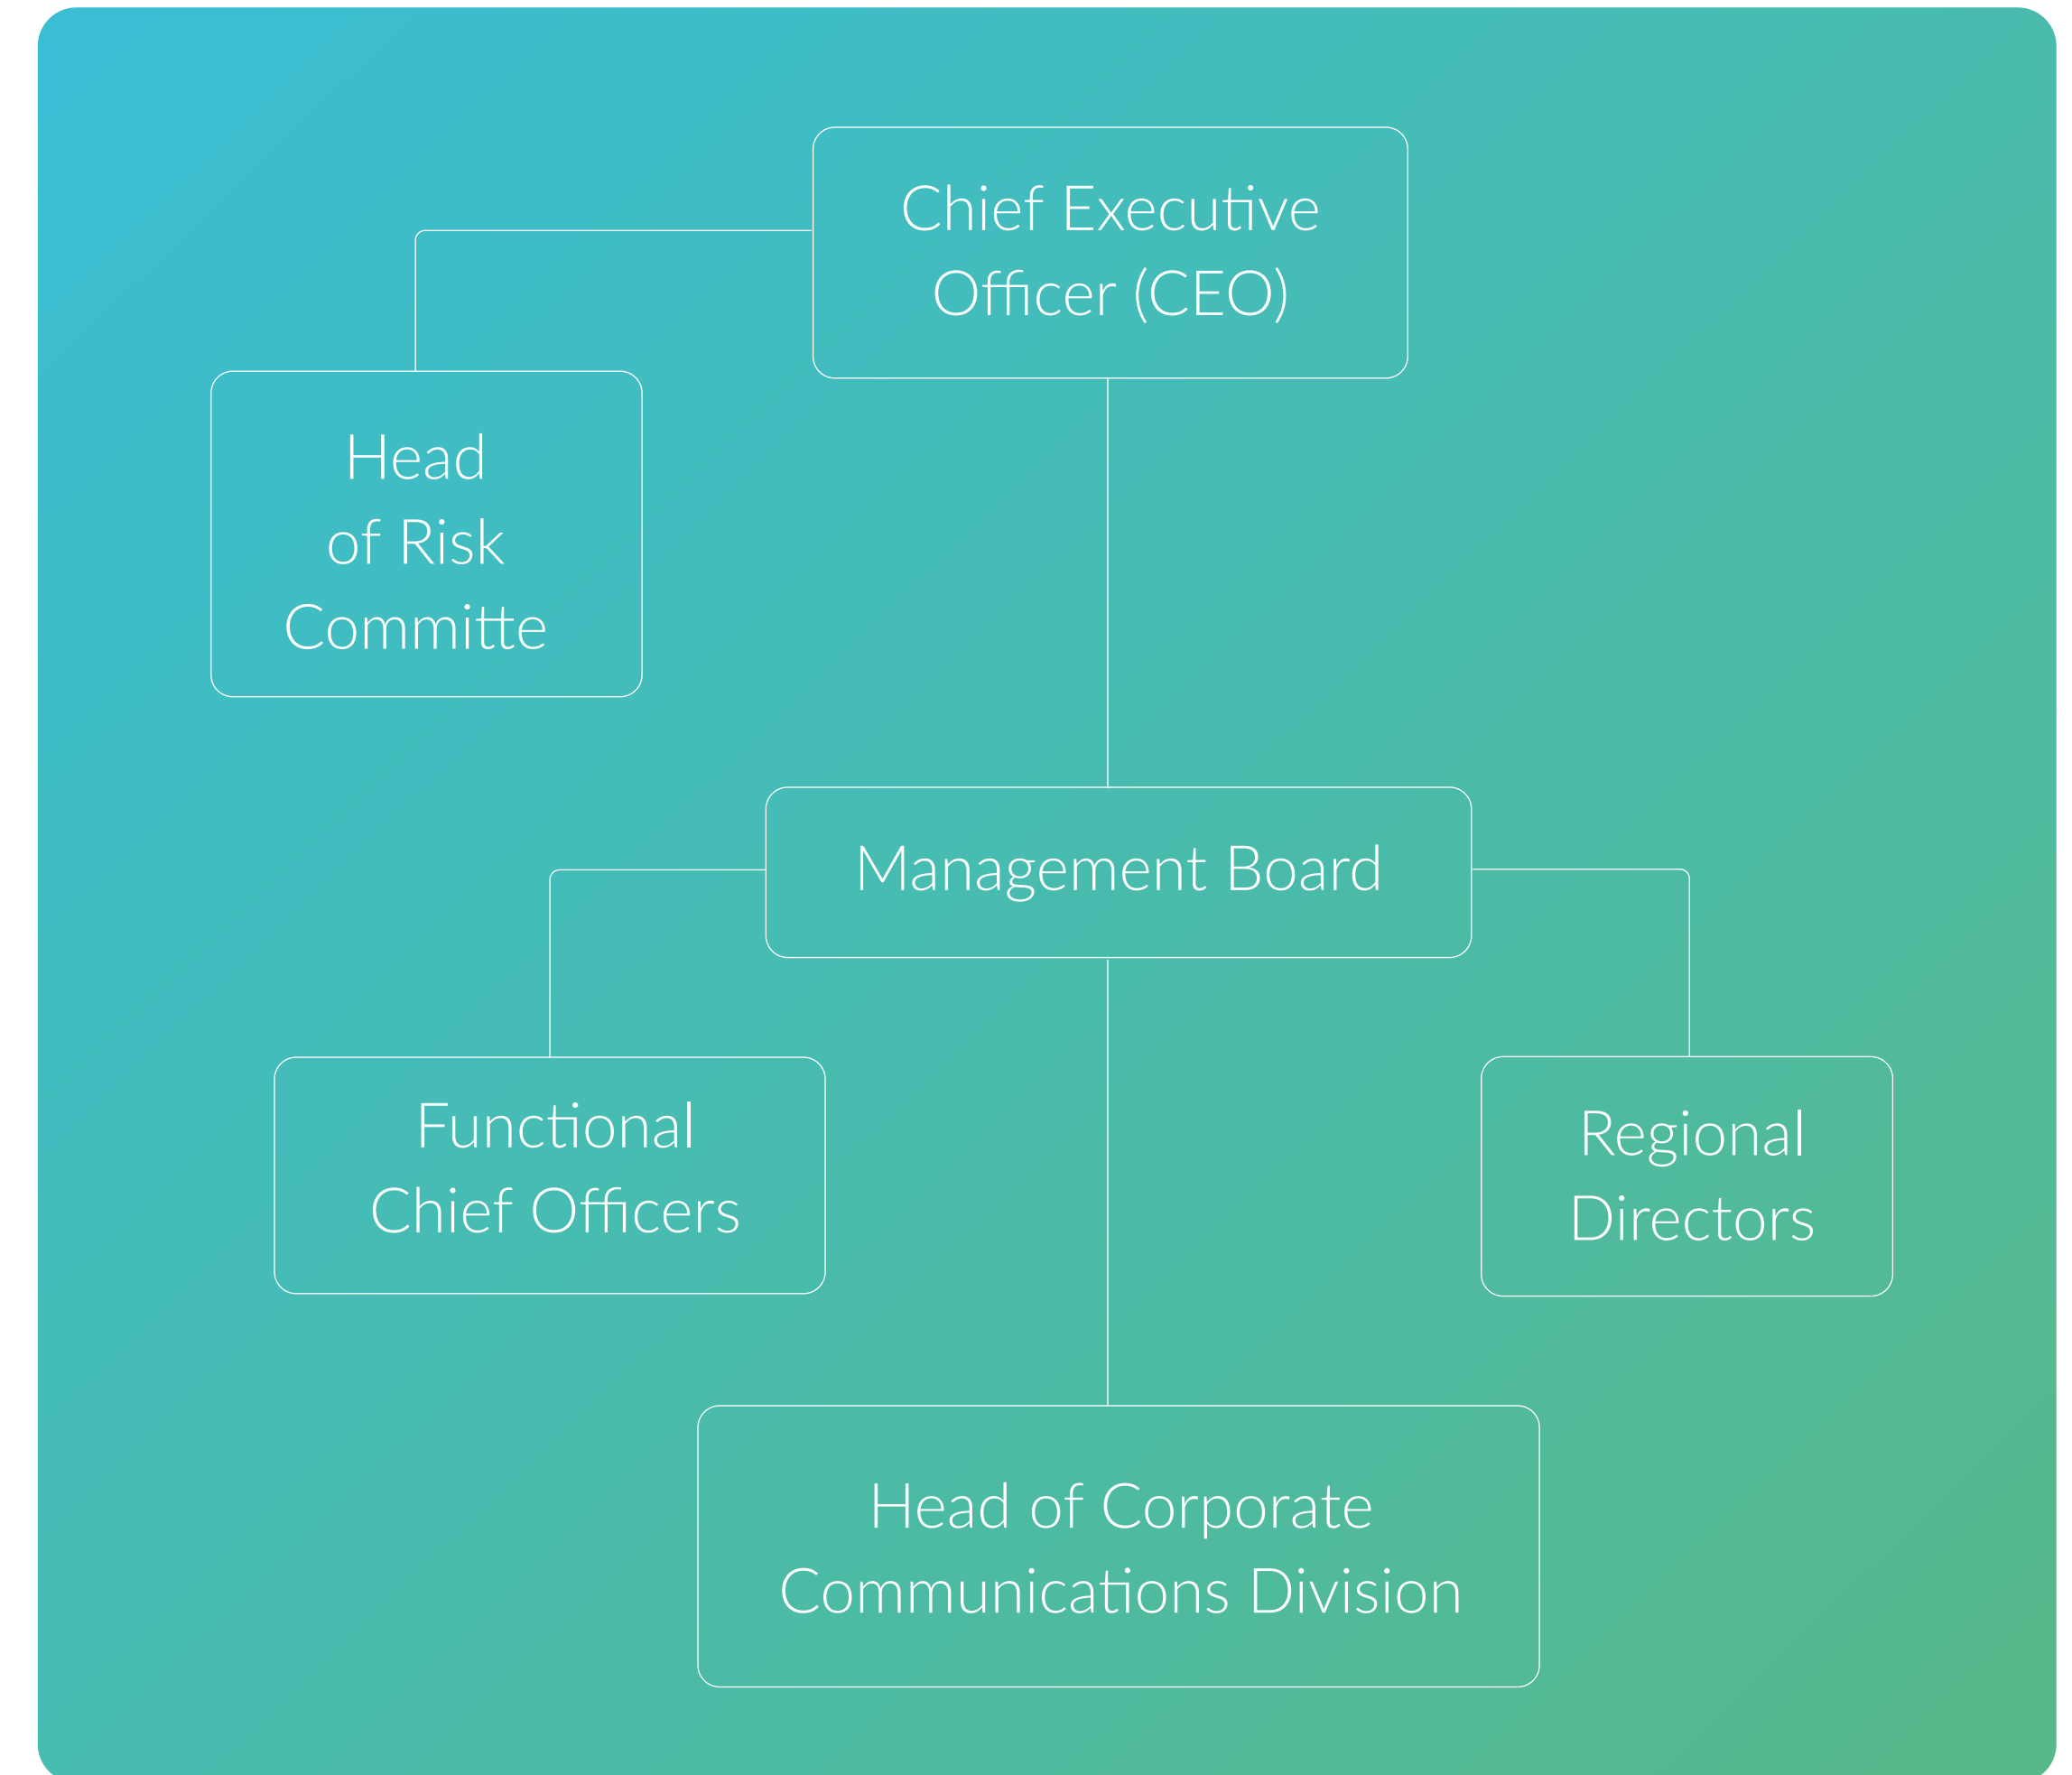 Chief Executive
Officer (CEO)
Head
of Risk
Committe
Management Board
Functional
Chief Officers
Regional
Directors
Head of Corporate
Communications Division